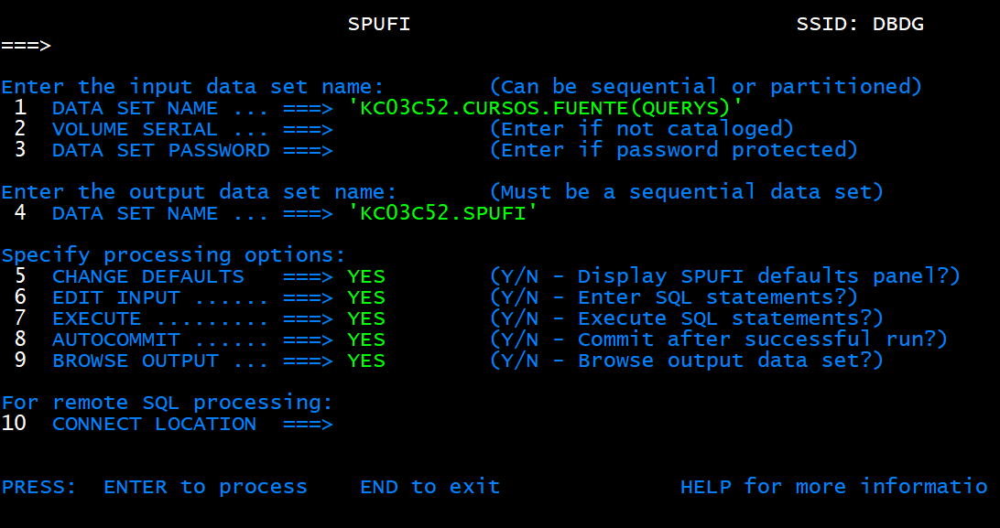 SPUFI SSID: DBDG
===>
Enter the input data set name: (Can be sequential or partitioned)
1 DATA SET NAME ... ===> 'KC03C52.CURSOS.FUENTE(QUERYS)'
2 VOLUME SERIAL ... ===> (Enter if not cataloged)
3 DATA SET PASSWORD ===> (Enter if password protected)
Enter the output data set name: (Must be a sequential data set)
4 DATA SET NAME ... ===> 'KC03C52.SPUFI'
Specify processing options:
5 CHANGE DEFAULTS ===> YES (Y/N - Display SPUFI defaults panel?)
6 EDIT INPUT ...... ===> YES (Y/N - Enter SQL statements?)
7 EXECUTE ......... ===> YES (Y/N - Execute SQL statements?)
8 AUTOCOMMIT ...... ===> YES (Y/N - Commit after successful run?)
9 BROWSE OUTPUT ... ===> YES (Y/N - Browse output data set?)
For remote SQL processing:
10 CONNECT LOCATION ===>
PRESS: ENTER to process END to exit HELP for more informatio